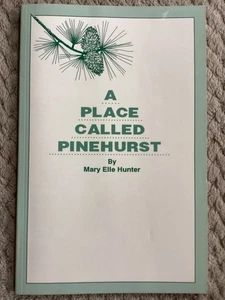 A
PLACE
CALLED
PINEHURST
By
Mary Elle Hunter